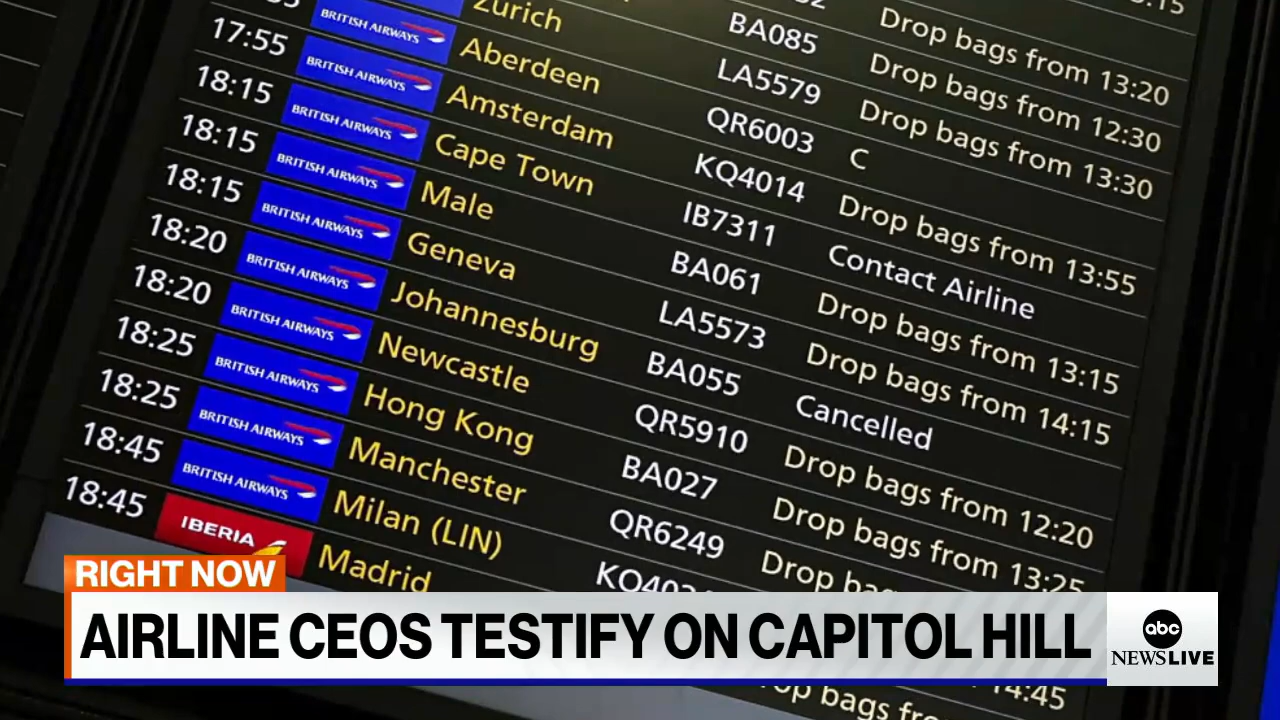 Zurich LA5579 Drop bags from 13:30
BRITISH AIRWAYS Aberdeen QR6003 C
17:55 BRITISH AIRWAYS Amsterdam KQ4014 Drop bags from 13:55
18:15 BRITISH AIRWAYS Cape Town IB7311 Contact Airline
18:15 BRITISH AIRWAYS Male BA061 Drop bags from 13:15
18:15 BRITISH AIRWAYS Geneva LA5573 Drop bags from 14:15
18:20 BRITISH AIRWAYS Johannesburg BA055 Cancelled
18:20 BRITISH AIRWAYS Newcastle QR5910 Drop bags from 12:20
18:25 BRITISH AIRWAYS Hong Kong BA027 Drop bags from 13:25
18:25 BRITISH AIRWAYS Manchester QR6249 Drop
18:45 BRITISH AIRWAYS Milan (LIN)
18:45 IBERIA Madrid
BA085 Drop bags from 12:30
Drop bags from 13:20
RIGHT NOW
AIRLINE CEOS TESTIFY ON CAPITOL HILL
abc
NEWS LIVE
bags 14:45